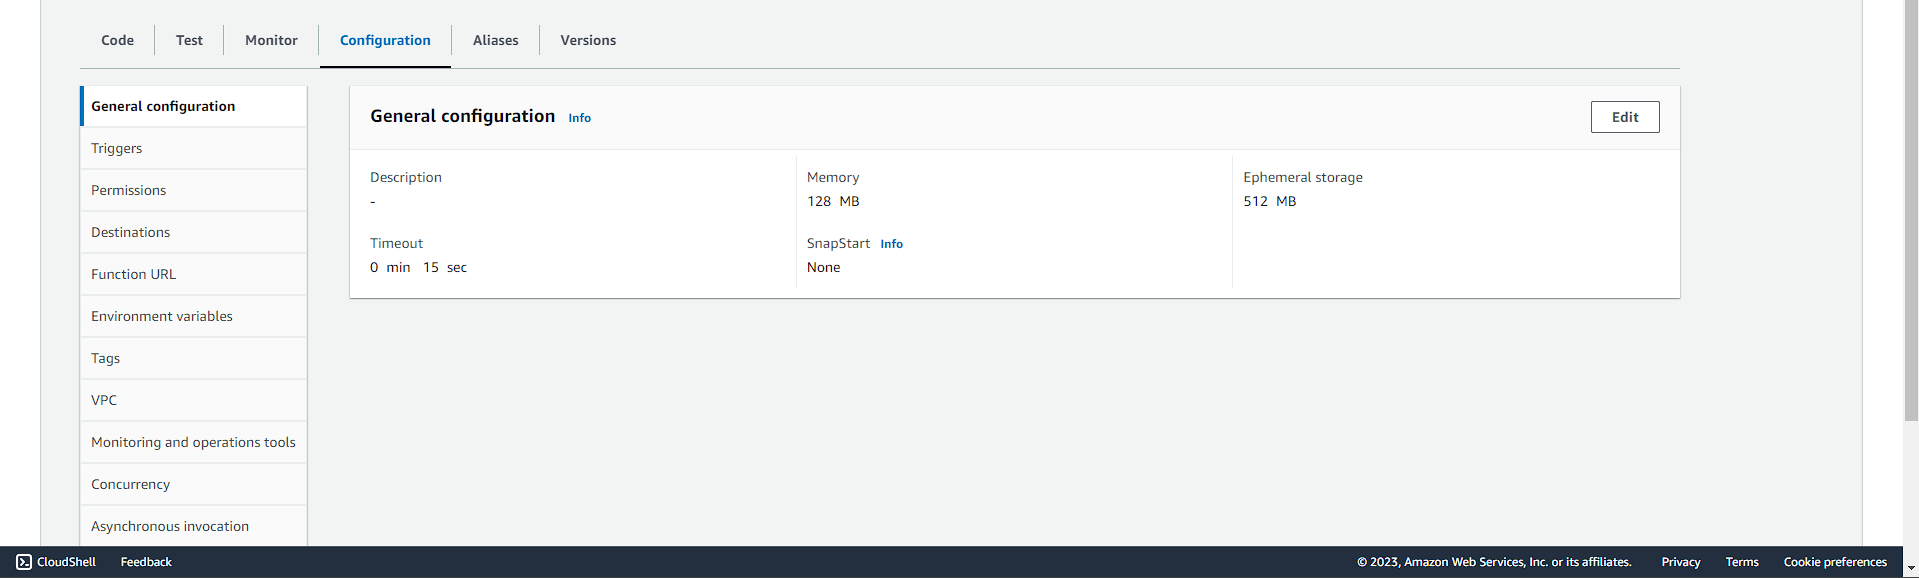 Code Test Monitor Configuration Aliases Versions
General configuration
Triggers
Permissions
Destinations
Function URL
Environment variables
Tags
VPC
Monitoring and operations tools
Concurrency
Asynchronous invocation
General configuration Info
Edit
Description
-
Memory
128 MB
Ephemeral storage
512 MB
Timeout
0 min 15 sec
SnapStart Info
None
CloudShell Feedback © 2023, Amazon Web Services, Inc. or its affiliates. Privacy Terms Cookie preferences